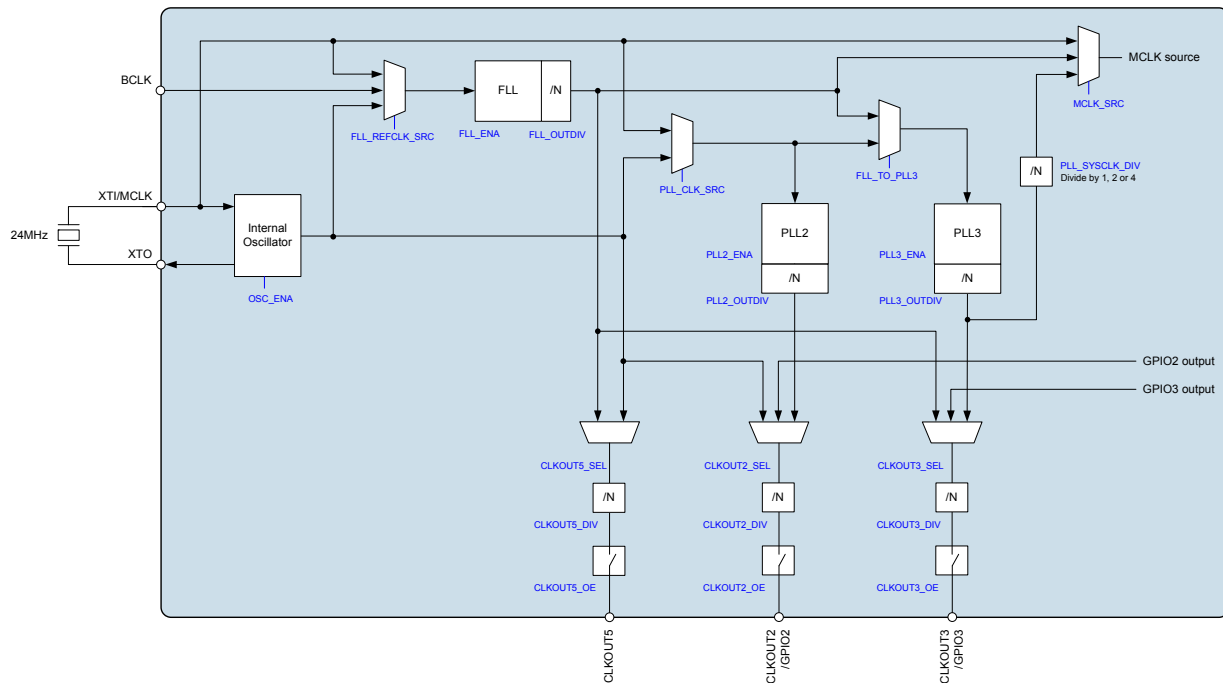 BCLK
FLL
/N
MCLK source
MCLK_SRC
FLL_REFCLK_SRC
FLL_ENA
FLL_OUTDIV
PLL_CLK_SRC
FLL_TO_PLL3
/N
PLL_SYSCLK_DIV
Divide by 1, 2 or 4
XTI/MCLK
24MHz
XTO
Internal
Oscillator
OSC_ENA
PLL2
PLL2_ENA
/N
PLL2_OUTDIV
PLL3
PLL3_ENA
/N
PLL3_OUTDIV
GPIO2 output
GPIO3 output
CLKOUT5_SEL
CLKOUT2_SEL
CLKOUT3_SEL
/N
/N
/N
CLKOUT5_DIV
CLKOUT2_DIV
CLKOUT3_DIV
CLKOUT5_OE
CLKOUT2_OE
CLKOUT3_OE
CLKOUT5
CLKOUT2
/GPIO2
CLKOUT3
/GPIO3